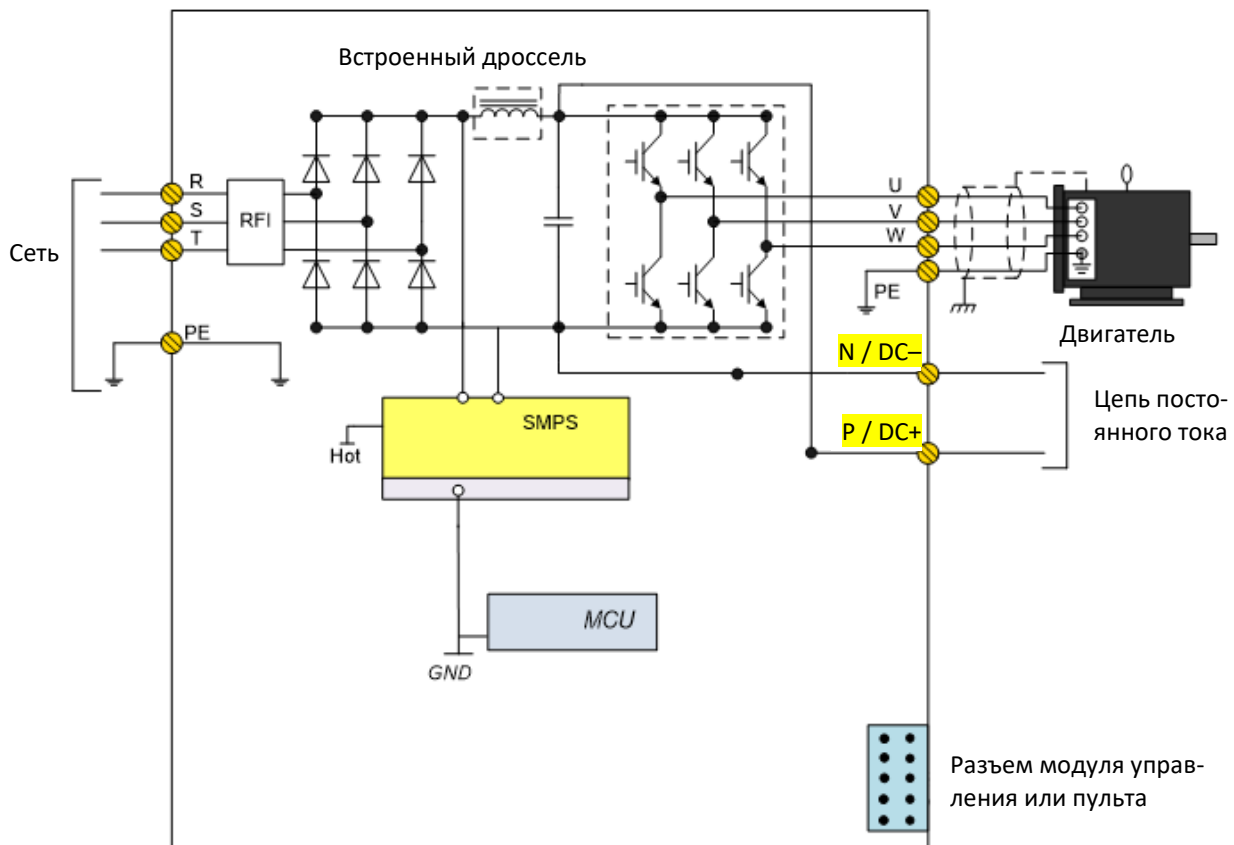 Встроенный дроссель
R
S
T
RFI
Сеть
PE
U
V
W
PE
Двигатель
N / DC–
P / DC+
Цепь посто-
янного тока
SMPS
Hot
MCU
GND
Разъем модуля управ-
ления или пульта